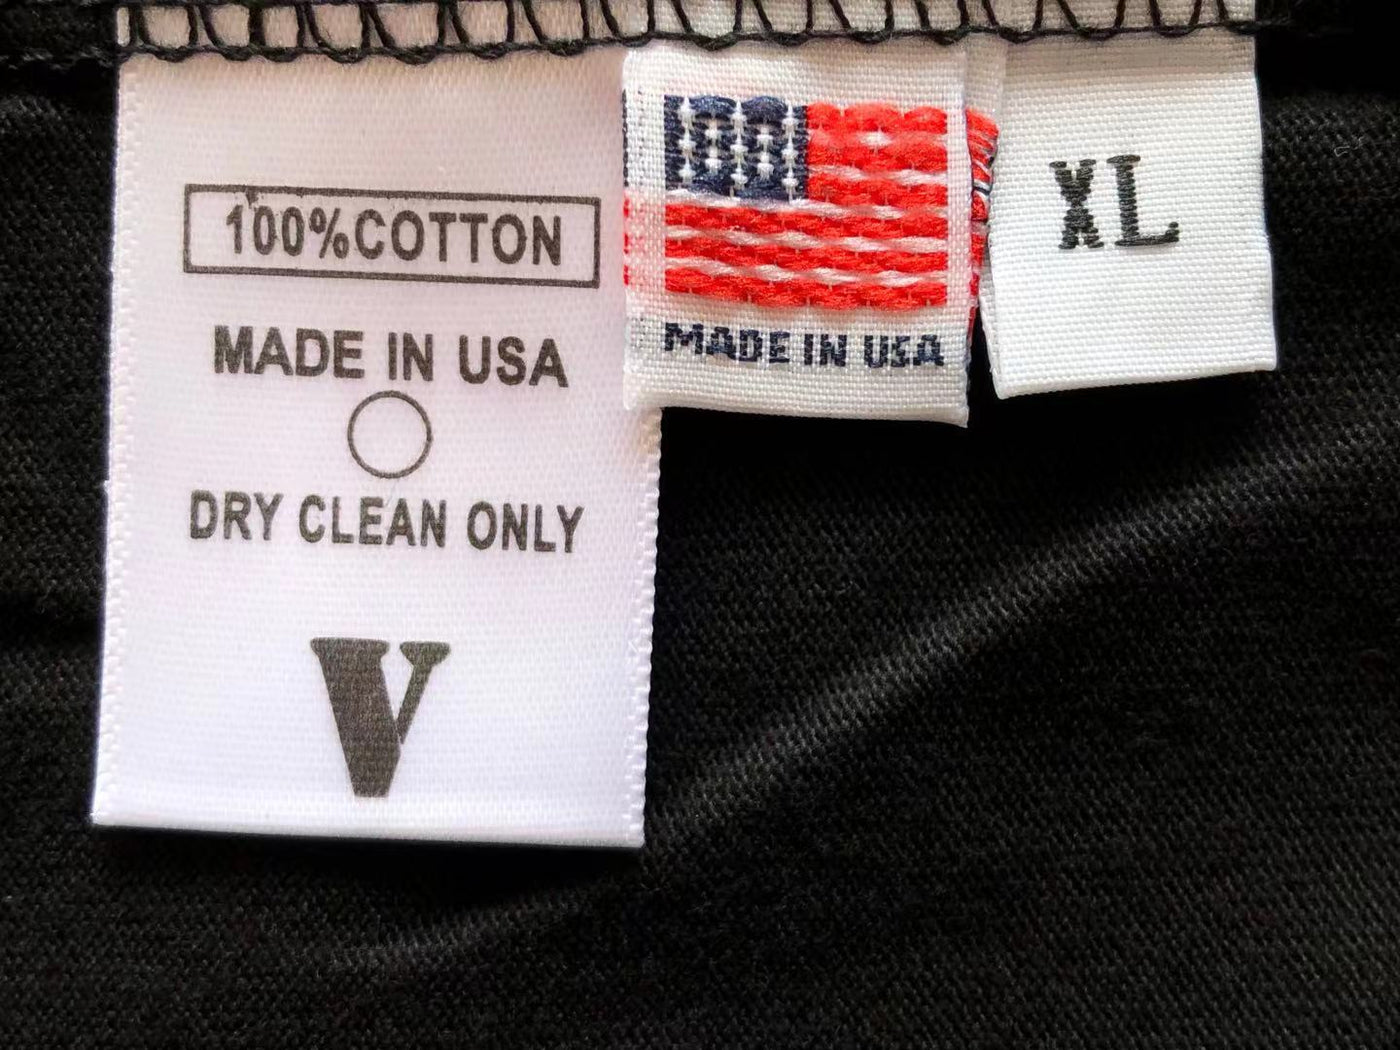 100%COTTON
MADE IN USA
DRY CLEAN ONLY
V
MADE IN USA
XL